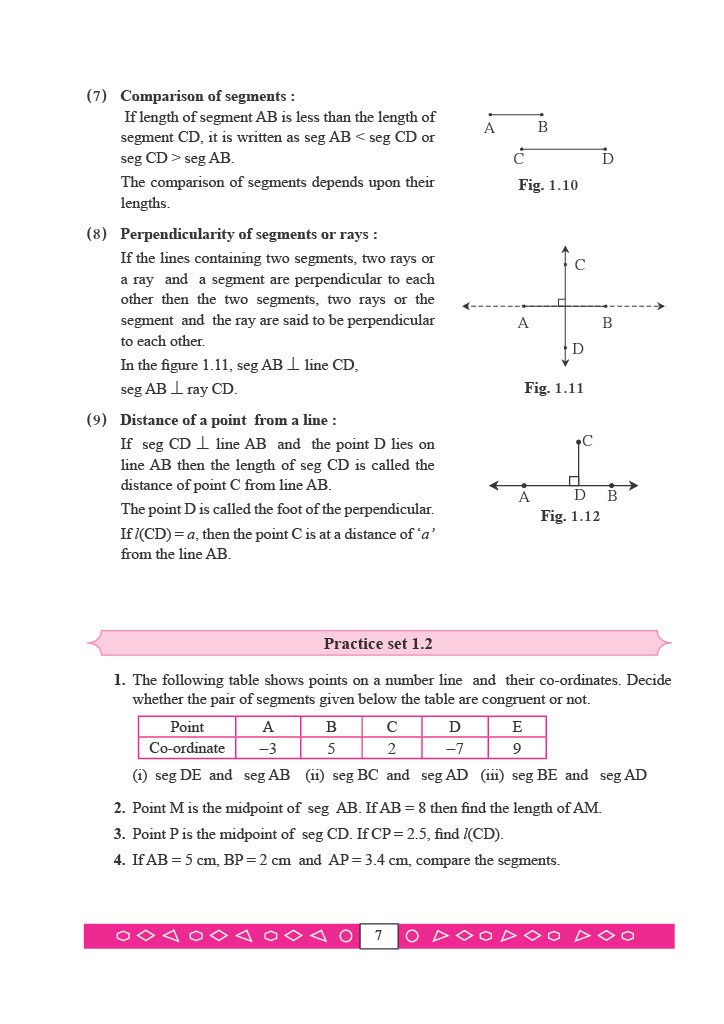 (7) Comparison of segments :
If length of segment AB is less than the length of
segment CD, it is written as seg AB < seg CD or
seg CD > seg AB.
The comparison of segments depends upon their
lengths.
A B
C D
Fig. 1.10
(8) Perpendicularity of segments or rays :
If the lines containing two segments, two rays or
a ray and a segment are perpendicular to each
other then the two segments, two rays or the
segment and the ray are said to be perpendicular
to each other.
In the figure 1.11, seg AB ⊥ line CD,
seg AB ⊥ ray CD.
C
A B
D
Fig. 1.11
(9) Distance of a point from a line :
If seg CD ⊥ line AB and the point D lies on
line AB then the length of seg CD is called the
distance of point C from line AB.
The point D is called the foot of the perpendicular.
If l(CD) = a, then the point C is at a distance of ‘a’
from the line AB.
C
A D B
Fig. 1.12
Practice set 1.2
1. The following table shows points on a number line and their co-ordinates. Decide
whether the pair of segments given below the table are congruent or not.
Point A B C D E
Co-ordinate –3 5 2 –7 9
(i) seg DE and seg AB (ii) seg BC and seg AD (iii) seg BE and seg AD
2. Point M is the midpoint of seg AB. If AB = 8 then find the length of AM.
3. Point P is the midpoint of seg CD. If CP = 2.5, find l(CD).
4. If AB = 5 cm, BP = 2 cm and AP = 3.4 cm, compare the segments.
7